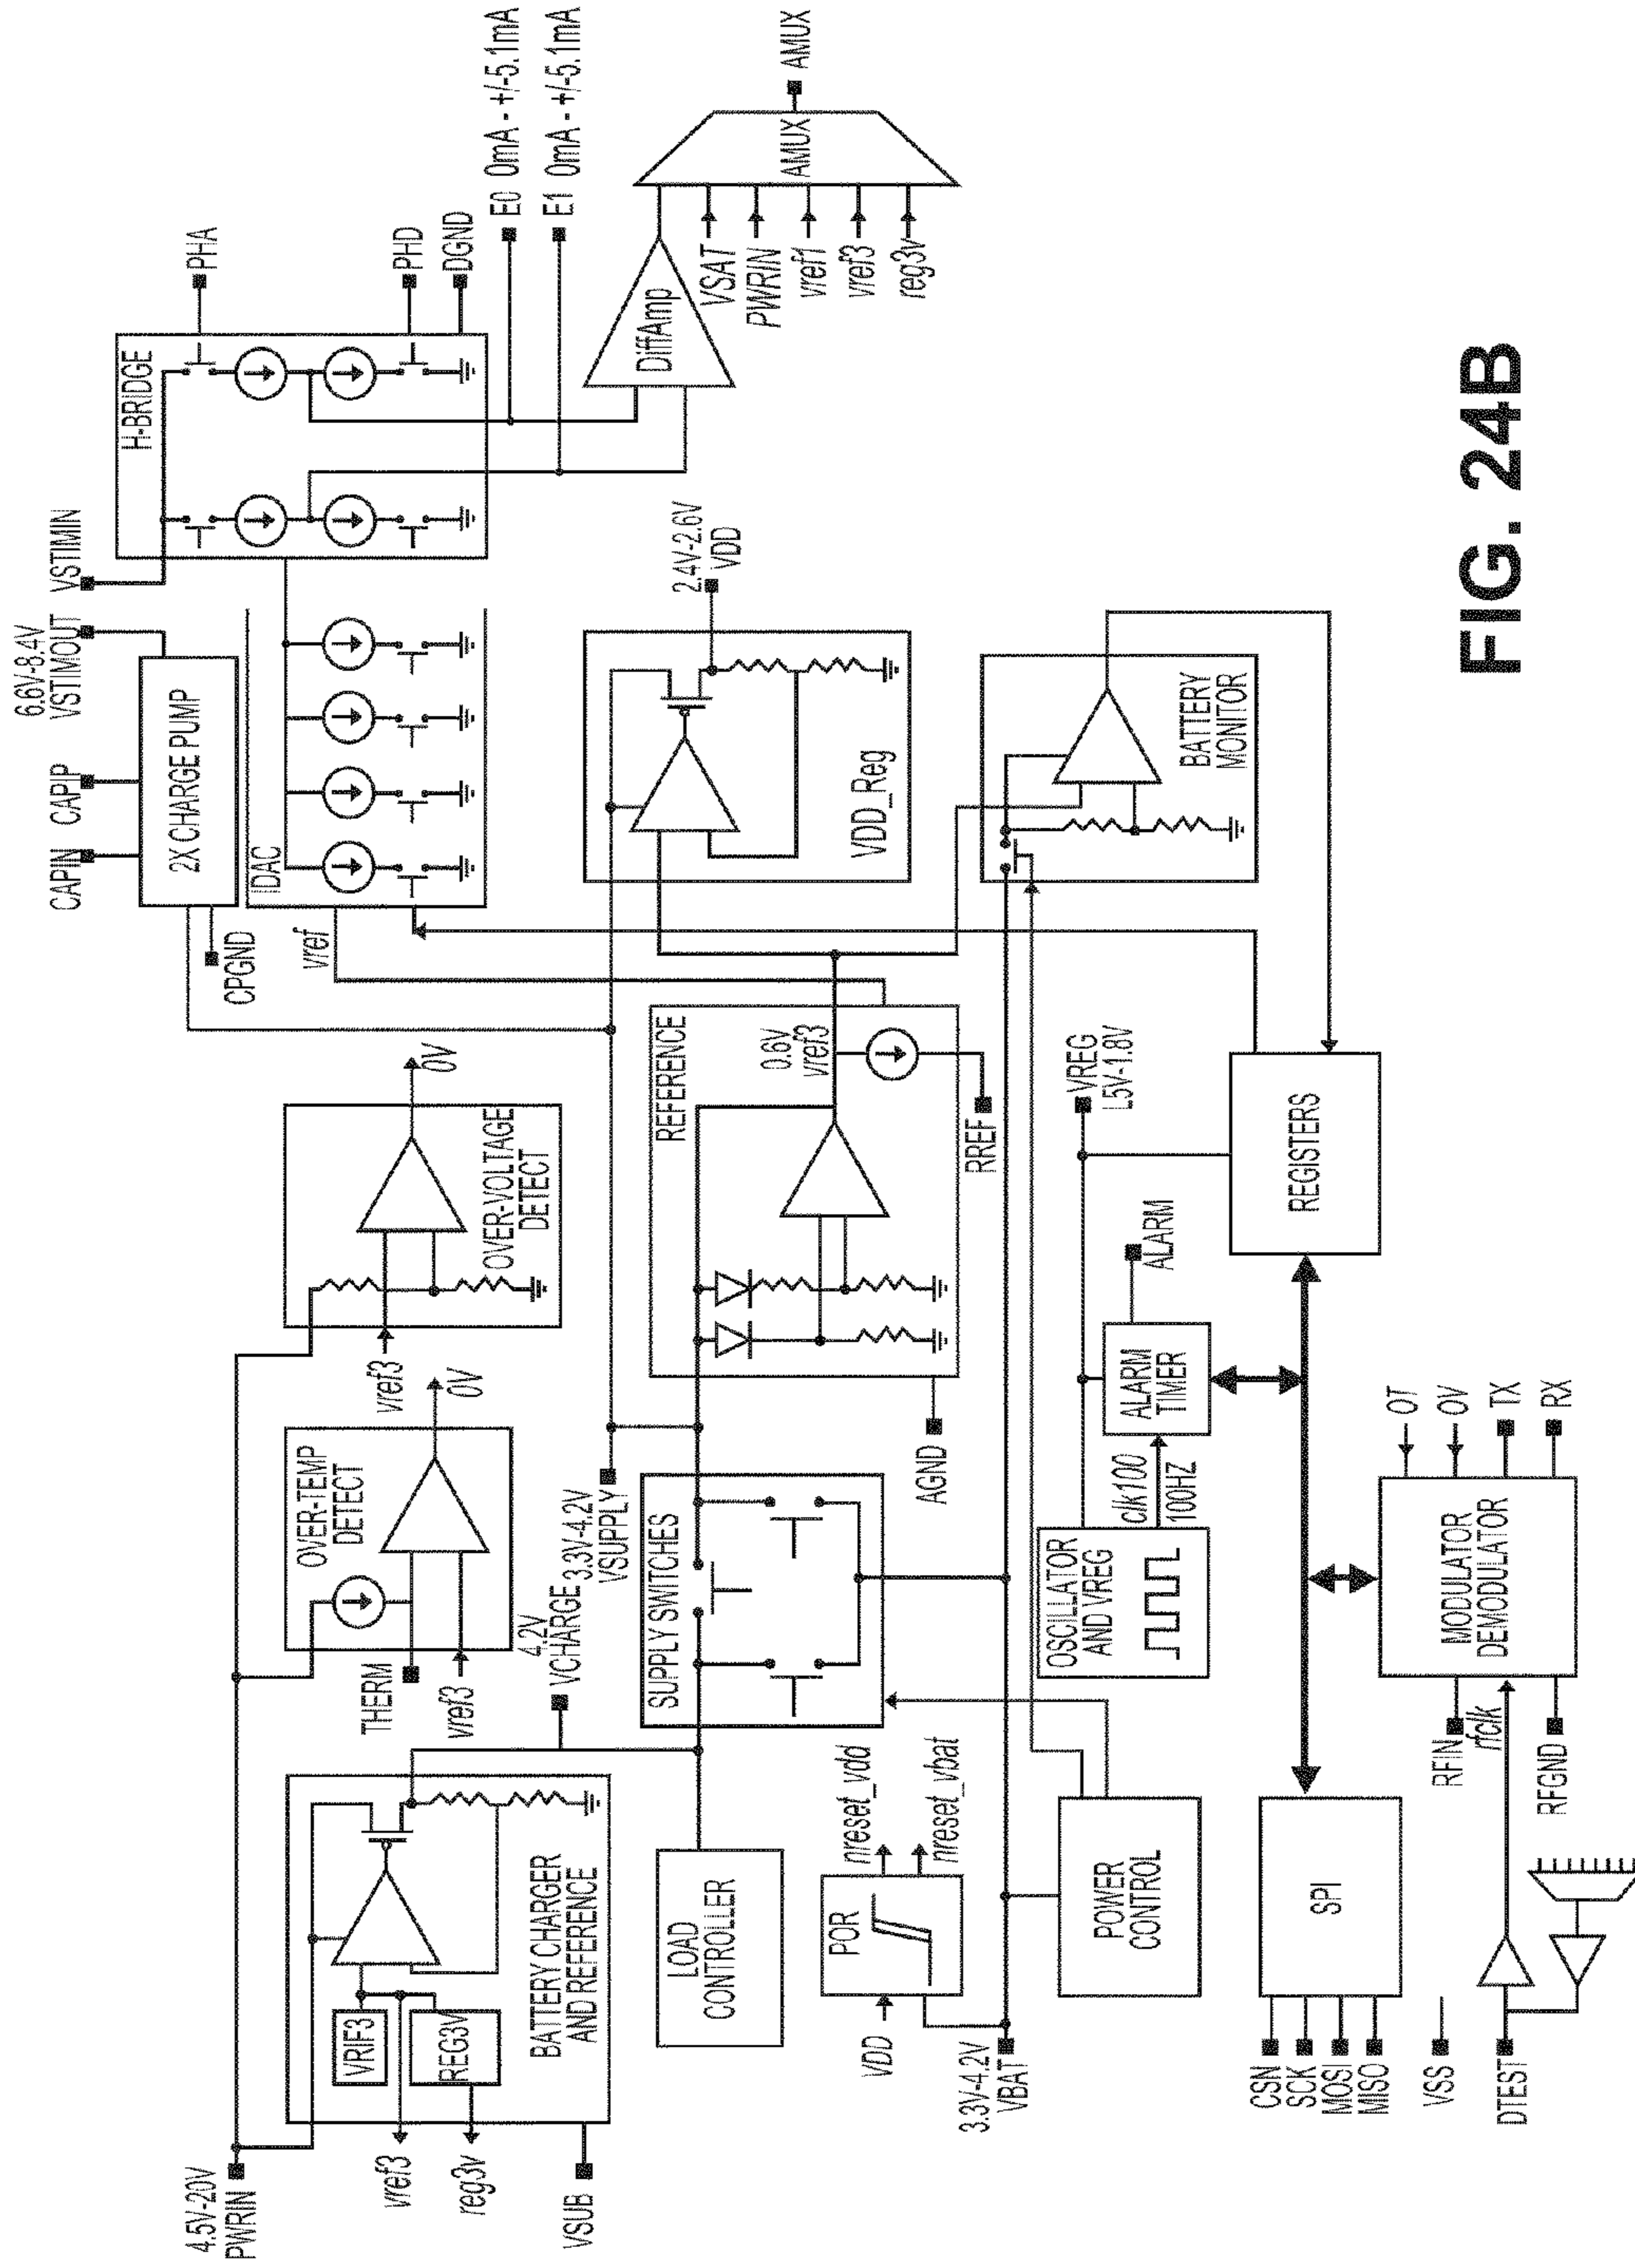 4.5V-20V
PWRIN
VRIF3
REG3V
BATTERY CHARGER
AND REFERENCE
vref3
reg3v
VSUB
OVER-TEMP
DETECT
THERM
vref3
0V
OVER-VOLTAGE
DETECT
vref3
0V
4.2V
VCHARGE
3.3V-4.2V
VSUPPLY
CAPIN
CAPIP
6.6V-8.4V
VSTIMOUT
VSTIMIN
2X CHARGE PUMP
CPGND
IDAC
vref
H-BRIDGE
PHA
PHD
DGND
E0 0mA - +/-5.1mA
E1 0mA - +/-5.1mA
DiffAmp
VSAT
PWRIN
vref1
vref3
reg3v
AMUX
AMUX
LOAD
CONTROLLER
SUPPLY SWITCHES
REFERENCE
0.6V
vref3
AGND
RREF
VDD_Reg
2.4V-2.6V
VDD
BATTERY
MONITOR
VDD
POR
nreset_vdd
nreset_vbat
3.3V-4.2V
VBAT
POWER
CONTROL
OSCILLATOR
AND VREG
clk100
100HZ
ALARM
TIMER
ALARM
VREG
L5V-1.8V
REGISTERS
CSN
SCK
MOSI
MISO
SPI
VSS
DTEST
RFIN
rfclk
RFGND
MODULATOR
DEMODULATOR
OT
OV
TX
RX
FIG. 24B